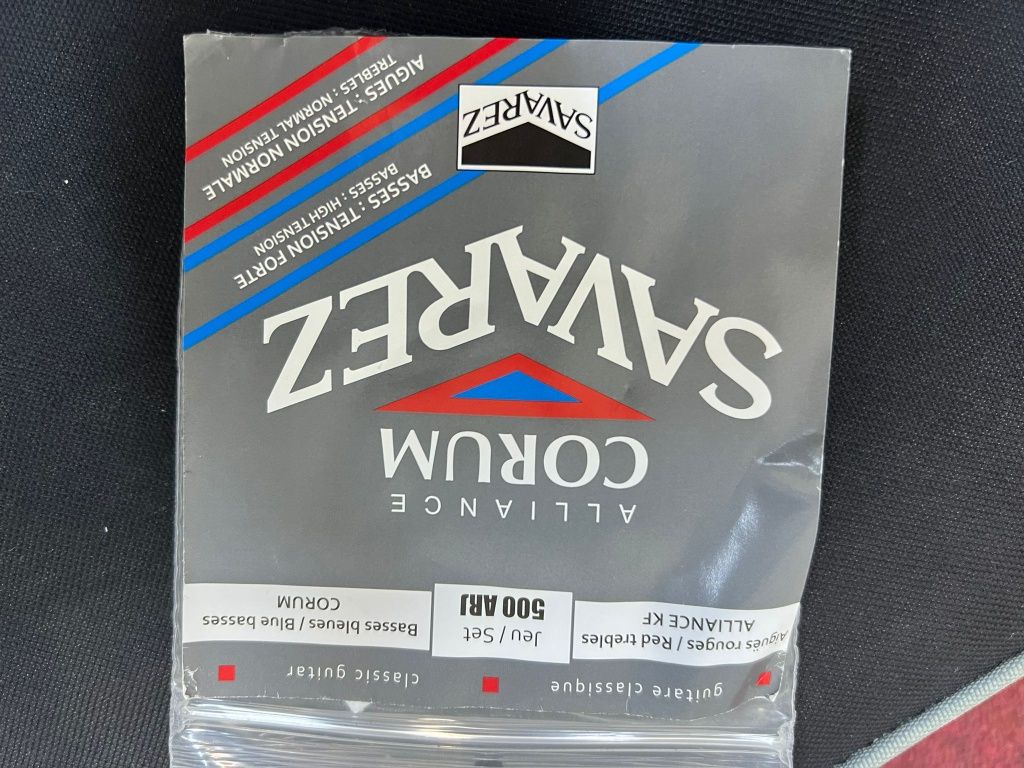 guitare classique
classic guitar
Aiguës rouges / Red trebles
ALLIANCE KF
Jeu / Set
500 ARJ
Basses bleues / Blue basses
CORUM
ALLIANCE
CORUM
SAVAREZ
SAVAREZ
BASSES : TENSION FORTE
BASSES : HIGH TENSION
AIGUES : TENSION NORMALE
TREBLES : NORMAL TENSION